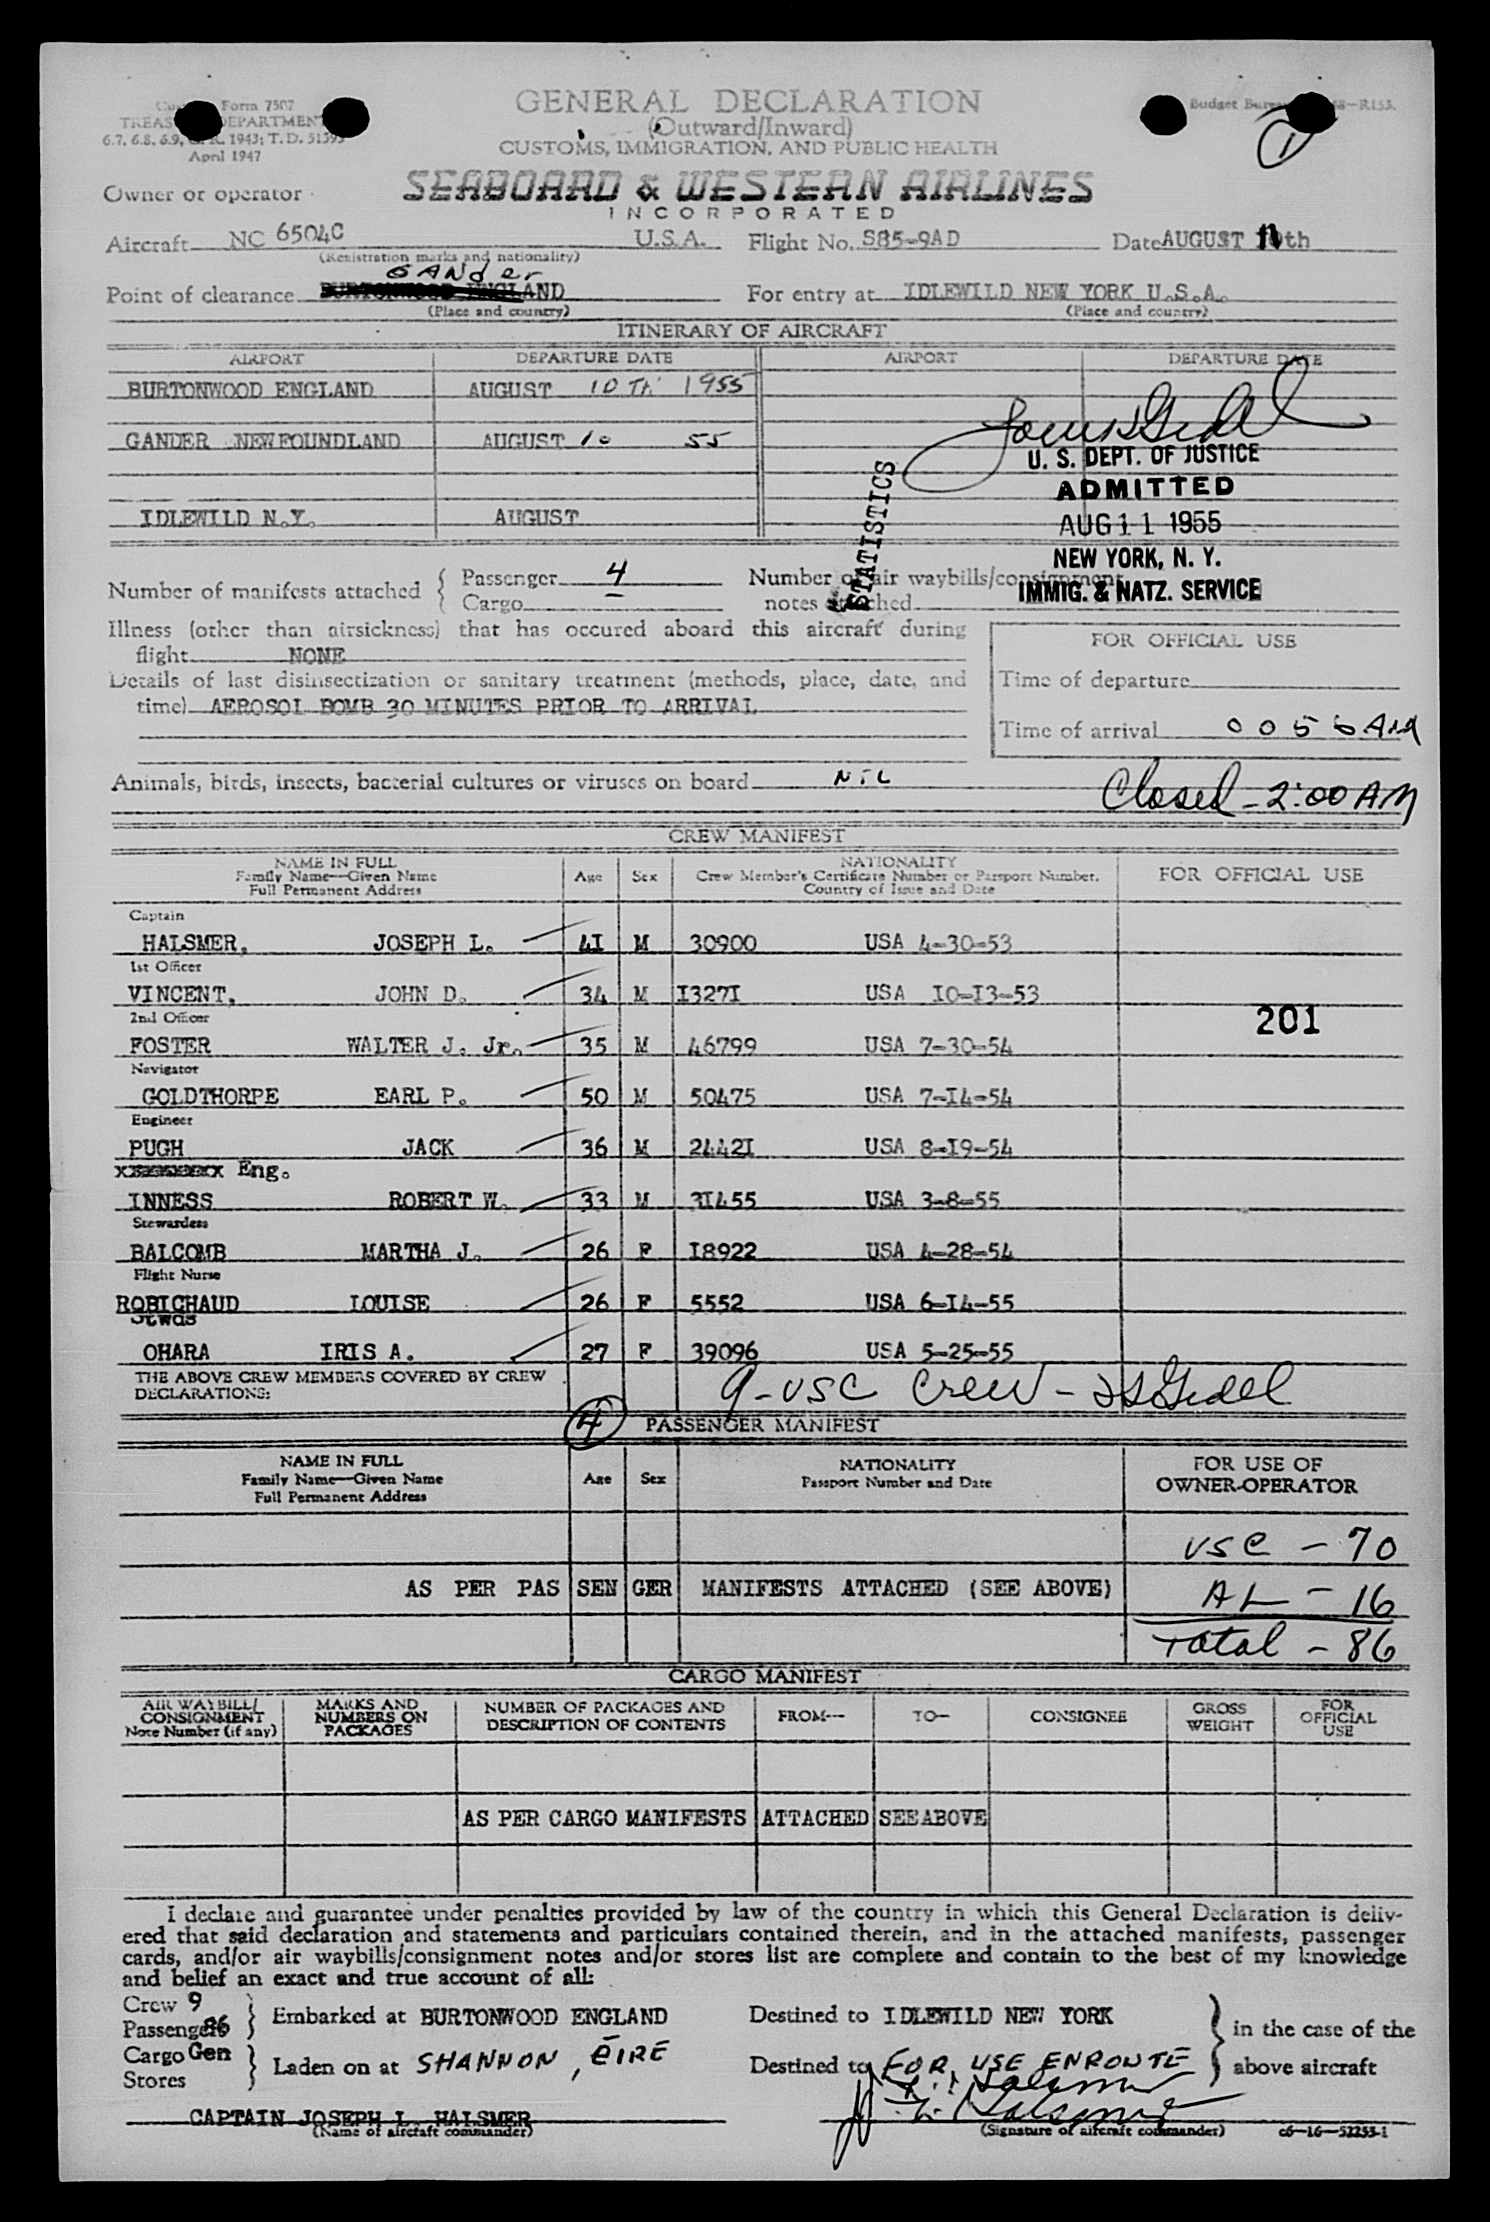 Form 7507
GENERAL DECLARATION
(Outward/Inward)
CUSTOMS, IMMIGRATION, AND PUBLIC HEALTH
April 1947
1
Owner or operator
SEABOARD & WESTERN AIRLINES
INCORPORATED
Aircraft NC 6504C U.S.A. Flight No. S85-9AD Date AUGUST th
(Registration marks and nationality)
GANder
Point of clearance For entry at IDLEWILD NEW YORK U.S.A.
(Place and country) (Place and country)
ITINERARY OF AIRCRAFT
AIRPORT DEPARTURE DATE AIRPORT DEPARTURE DATE
BURTONWOOD ENGLAND AUGUST 10 Th 1955
GANDER NEWFOUNDLAND AUGUST 10 55
U. S. DEPT. OF JUSTICE
ADMITTED
IDLEWILD N.Y. AUGUST
AUG 11 1955
NEW YORK, N. Y.
IMMIG. & NATZ. SERVICE
STATISTICS
Number of manifests attached Passenger 4 Number of air waybills/consignment
Cargo notes attached
Illness (other than airsickness) that has occured aboard this aircraft during
flight NONE
FOR OFFICIAL USE
Details of last disinsectization or sanitary treatment (methods, place, date, and
time) AEROSOL BOMB 30 MINUTES PRIOR TO ARRIVAL
Time of departure
Time of arrival 0056 AM
Animals, birds, insects, bacterial cultures or viruses on board NIL
Closed - 2:00 AM
CREW MANIFEST
NAME IN FULL
Family Name—Given Name
Full Permanent Address
Age Sex
NATIONALITY
Crew Member's Certificate Number or Passport Number.
Country of Issue and Date
FOR OFFICIAL USE
Captain
HALSMER, JOSEPH L. 41 M 30900 USA 4-30-53
1st Officer
VINCENT, JOHN D. 34 M I327I USA IO-I3-53
201
2nd Officer
FOSTER WALTER J. Jr. 35 M 46799 USA 7-30-54
Navigator
GOLDTHORPE EARL P. 50 M 50475 USA 7-I4-54
Engineer
PUGH JACK 36 M 2442I USA 8-I9-54
Eng.
INNESS ROBERT W. 33 M 3I455 USA 3-8-55
Stewardess
BALCOMB MARTHA J. 26 F I8922 USA 4-28-54
Flight Nurse
ROBICHAUD LOUISE 26 F 5552 USA 6-I4-55
Stwds
OHARA IRIS A. 27 F 39096 USA 5-25-55
THE ABOVE CREW MEMBERS COVERED BY CREW
DECLARATIONS:
9 - USC Crew -
4 PASSENGER MANIFEST
NAME IN FULL
Family Name—Given Name
Full Permanent Address
Age Sex
NATIONALITY
Passport Number and Date
FOR USE OF
OWNER-OPERATOR
USC - 70
AS PER PAS SEN GER MANIFESTS ATTACHED (SEE ABOVE)
AL - 16
Total - 86
CARGO MANIFEST
AIR WAYBILL/
CONSIGNMENT
Note Number (if any)
MARKS AND
NUMBERS ON
PACKAGES
NUMBER OF PACKAGES AND
DESCRIPTION OF CONTENTS
FROM—
TO—
CONSIGNEE
GROSS
WEIGHT
FOR
OFFICIAL
USE
AS PER CARGO MANIFESTS ATTACHED SEE ABOVE
I declare and guarantee under penalties provided by law of the country in which this General Declaration is deliv-
ered that said declaration and statements and particulars contained therein, and in the attached manifests, passenger
cards, and/or air waybills/consignment notes and/or stores list are complete and contain to the best of my knowledge
and belief an exact and true account of all:
Crew 9
Passengers 86
Embarked at BURTONWOOD ENGLAND Destined to IDLEWILD NEW YORK
in the case of the
Cargo Gen
Stores
Laden on at SHANNON, EIRE Destined to FOR USE ENROUTE
above aircraft
CAPTAIN JOSEPH L. HALSMER
(Name of aircraft commander) (Signature of aircraft commander) c6—16—52253-1